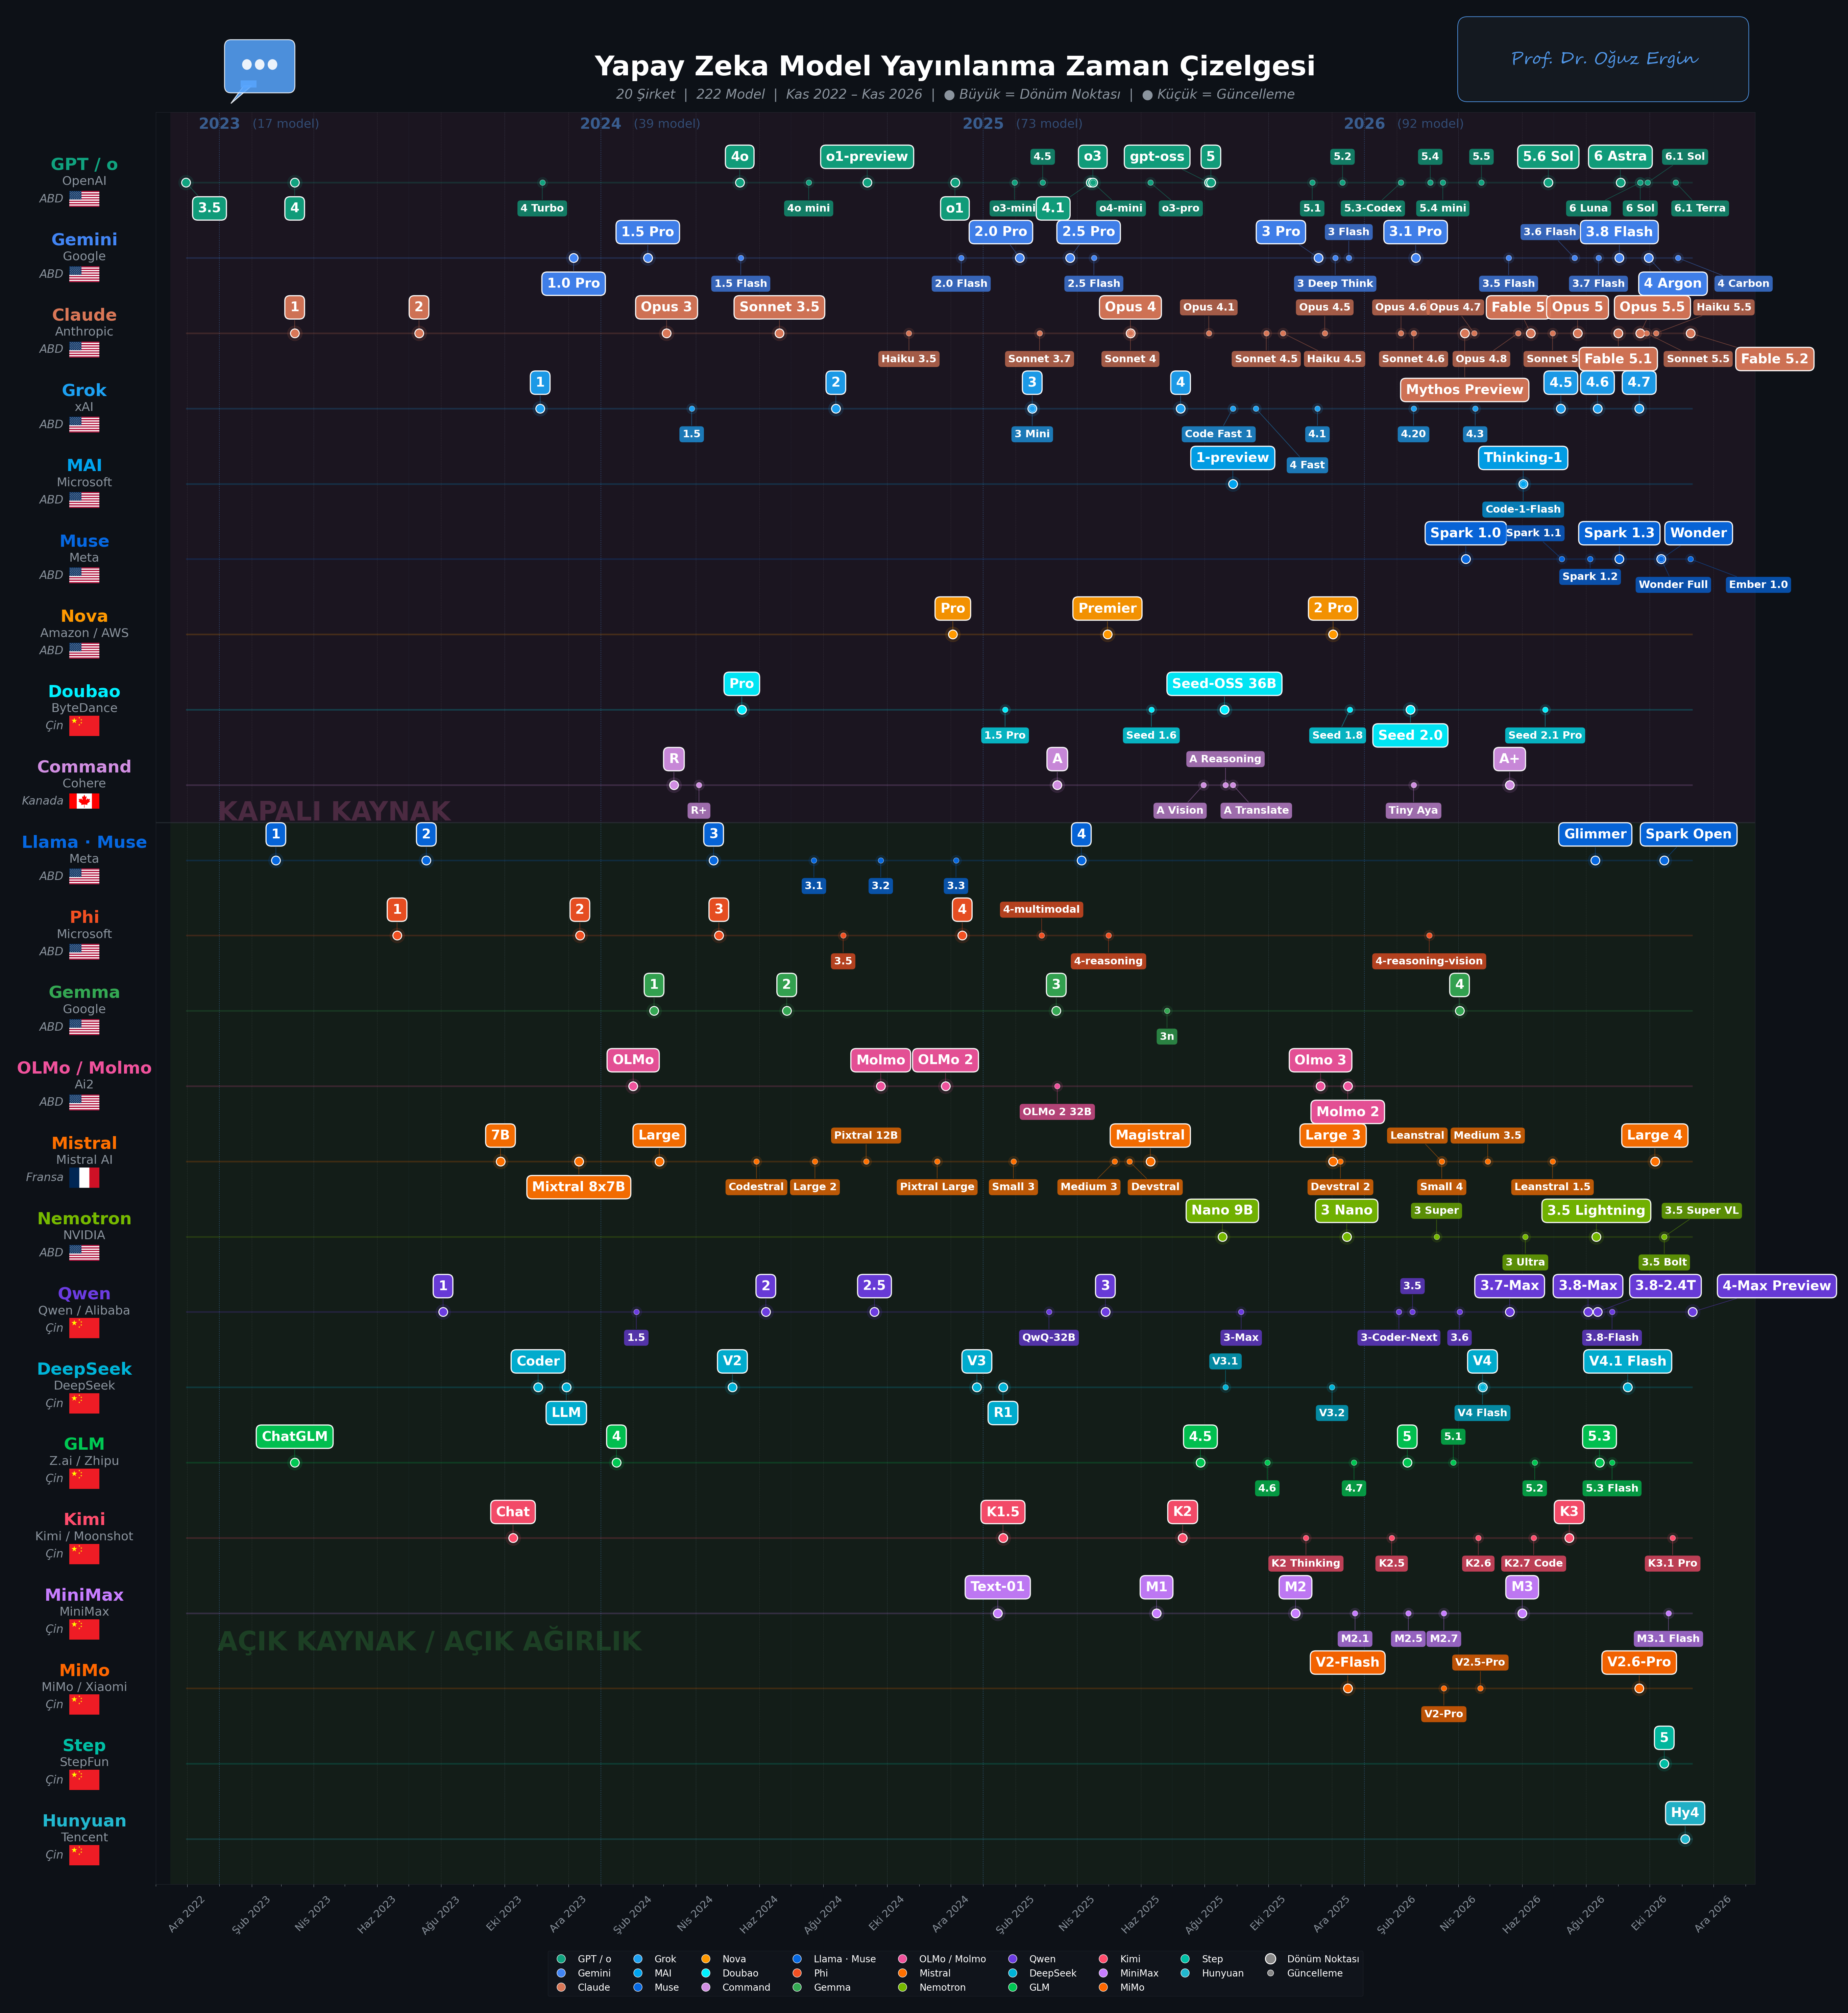 Yapay Zeka Model Yayınlanma Zaman Çizelgesi
20 Şirket | 222 Model | Kas 2022 – Kas 2026 | ● Büyük = Dönüm Noktası | ● Küçük = Güncelleme
Prof. Dr. Oğuz Ergin
2023 (17 model) 2024 (39 model) 2025 (73 model) 2026 (92 model)
GPT / o
OpenAI
ABD
4o o1-preview 4.5 o3 gpt-oss 5 5.2 5.4 5.5 5.6 Sol 6 Astra 6.1 Sol
3.5 4 4 Turbo 4o mini o1 o3-mini 4.1 o4-mini o3-pro 5.1 5.3-Codex 5.4 mini 6 Luna 6 Sol 6.1 Terra
Gemini
Google
ABD
1.5 Pro 2.0 Pro 2.5 Pro 3 Pro 3 Flash 3.1 Pro 3.6 Flash 3.8 Flash
1.0 Pro 1.5 Flash 2.0 Flash 2.5 Flash 3 Deep Think 3.5 Flash 3.7 Flash 4 Argon 4 Carbon
Claude
Anthropic
ABD
1 2 Opus 3 Sonnet 3.5 Opus 4 Opus 4.1 Opus 4.5 Opus 4.6 Opus 4.7 Fable 5 Opus 5 Opus 5.5 Haiku 5.5
Haiku 3.5 Sonnet 3.7 Sonnet 4 Sonnet 4.5 Haiku 4.5 Sonnet 4.6 Opus 4.8 Sonnet 5 Fable 5.1 Sonnet 5.5 Fable 5.2
Mythos Preview
Grok
xAI
ABD
1 2 3 4 4.5 4.6 4.7
1.5 3 Mini Code Fast 1 4.1 4.20 4.3
4 Fast
MAI
Microsoft
ABD
1-preview Thinking-1
Code-1-Flash
Muse
Meta
ABD
Spark 1.0 Spark 1.1 Spark 1.3 Wonder
Spark 1.2 Wonder Full Ember 1.0
Nova
Amazon / AWS
ABD
Pro Premier 2 Pro
Doubao
ByteDance
Çin
Pro Seed-OSS 36B
1.5 Pro Seed 1.6 Seed 1.8 Seed 2.0 Seed 2.1 Pro
Command
Cohere
Kanada
R A A Reasoning A+
R+ A Vision A Translate Tiny Aya
KAPALI KAYNAK
Llama · Muse
Meta
ABD
1 2 3 4 Glimmer Spark Open
3.1 3.2 3.3
Phi
Microsoft
ABD
1 2 3 4 4-multimodal
3.5 4-reasoning 4-reasoning-vision
Gemma
Google
ABD
1 2 3 4
3n
OLMo / Molmo
Ai2
ABD
OLMo Molmo OLMo 2 Olmo 3
OLMo 2 32B Molmo 2
Mistral
Mistral AI
Fransa
7B Large Pixtral 12B Magistral Large 3 Leanstral Medium 3.5 Large 4
Mixtral 8x7B Codestral Large 2 Pixtral Large Small 3 Medium 3 Devstral Devstral 2 Small 4 Leanstral 1.5
Nemotron
NVIDIA
ABD
Nano 9B 3 Nano 3 Super 3.5 Lightning 3.5 Super VL
3 Ultra 3.5 Bolt
Qwen
Qwen / Alibaba
Çin
1 2 2.5 3 3.5 3.7-Max 3.8-Max 3.8-2.4T 4-Max Preview
1.5 QwQ-32B 3-Max 3-Coder-Next 3.6 3.8-Flash
DeepSeek
DeepSeek
Çin
Coder V2 V3 V3.1 V4 V4.1 Flash
LLM R1 V3.2 V4 Flash
GLM
Z.ai / Zhipu
Çin
ChatGLM 4 4.5 5 5.1 5.3
4.6 4.7 5.2 5.3 Flash
Kimi
Kimi / Moonshot
Çin
Chat K1.5 K2 K3
K2 Thinking K2.5 K2.6 K2.7 Code K3.1 Pro
MiniMax
MiniMax
Çin
Text-01 M1 M2 M3
M2.1 M2.5 M2.7 M3.1 Flash
AÇIK KAYNAK / AÇIK AĞIRLIK
MiMo
MiMo / Xiaomi
Çin
V2-Flash V2.5-Pro V2.6-Pro
V2-Pro
Step
StepFun
Çin
5
Hunyuan
Tencent
Çin
Hy4
Ara 2022 Şub 2023 Nis 2023 Haz 2023 Ağu 2023 Eki 2023 Ara 2023 Şub 2024 Nis 2024 Haz 2024 Ağu 2024 Eki 2024 Ara 2024 Şub 2025 Nis 2025 Haz 2025 Ağu 2025 Eki 2025 Ara 2025 Şub 2026 Nis 2026 Haz 2026 Ağu 2026 Eki 2026 Ara 2026
GPT / o Grok Nova Llama · Muse OLMo / Molmo Qwen Kimi Step Dönüm Noktası
Gemini MAI Doubao Phi Mistral DeepSeek MiniMax Hunyuan Güncelleme
Claude Muse Command Gemma Nemotron GLM MiMo